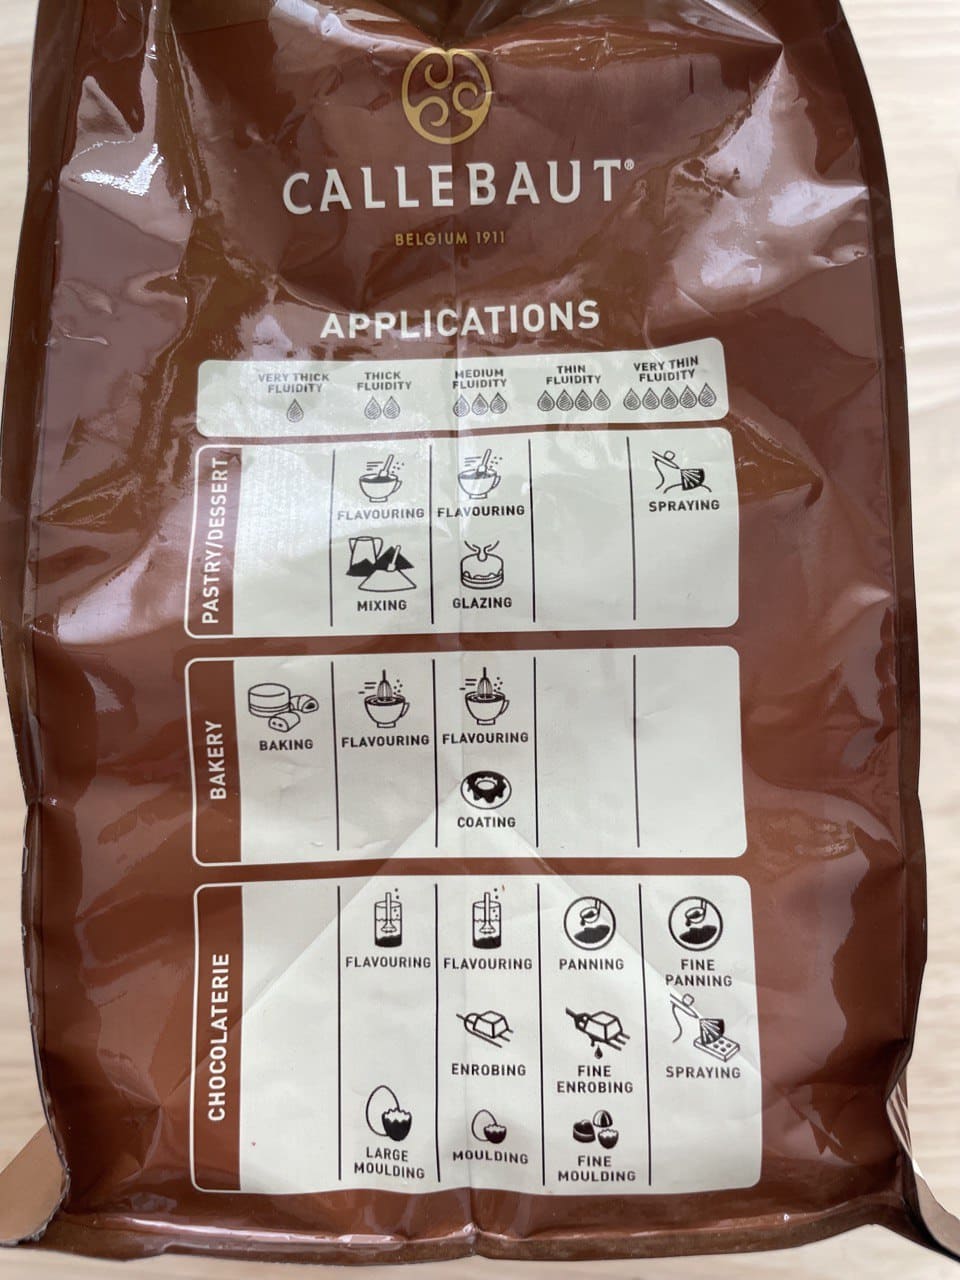 CALLEBAUT®
BELGIUM 1911
APPLICATIONS
VERY THICK
FLUIDITY
THICK
FLUIDITY
MEDIUM
FLUIDITY
THIN
FLUIDITY
VERY THIN
FLUIDITY
PASTRY/DESSERT
FLAVOURING
FLAVOURING
SPRAYING
MIXING
GLAZING
BAKERY
BAKING
FLAVOURING
FLAVOURING
COATING
CHOCOLATERIE
FLAVOURING
FLAVOURING
PANNING
FINE
PANNING
ENROBING
FINE
ENROBING
SPRAYING
LARGE
MOULDING
MOULDING
FINE
MOULDING